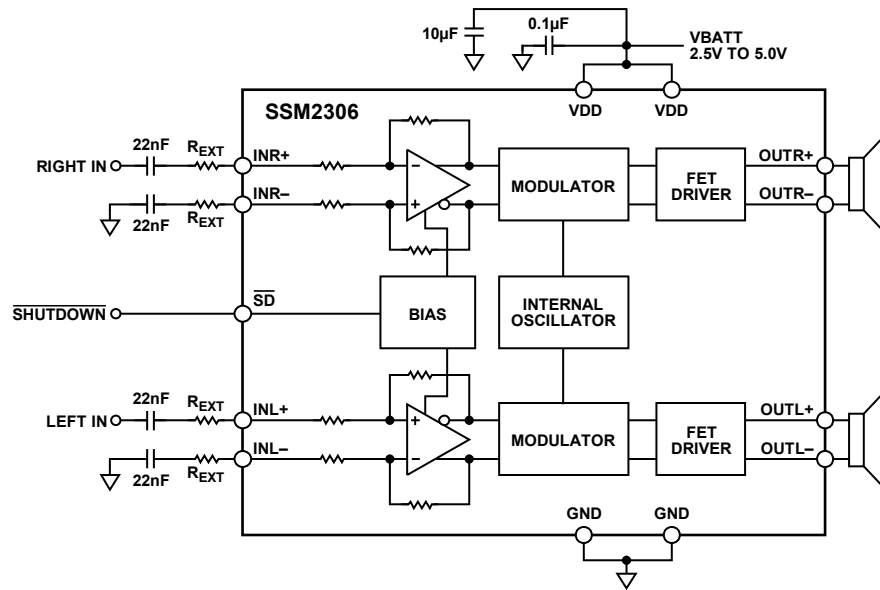 10µF
0.1µF
VBATT
2.5V TO 5.0V
SSM2306
VDD
VDD
22nF
REXT
RIGHT IN
INR+
INR–
22nF
REXT
MODULATOR
FET
DRIVER
OUTR+
OUTR–
SHUTDOWN
SD
BIAS
INTERNAL
OSCILLATOR
22nF
REXT
LEFT IN
INL+
INL–
22nF
REXT
MODULATOR
FET
DRIVER
OUTL+
OUTL–
GND
GND